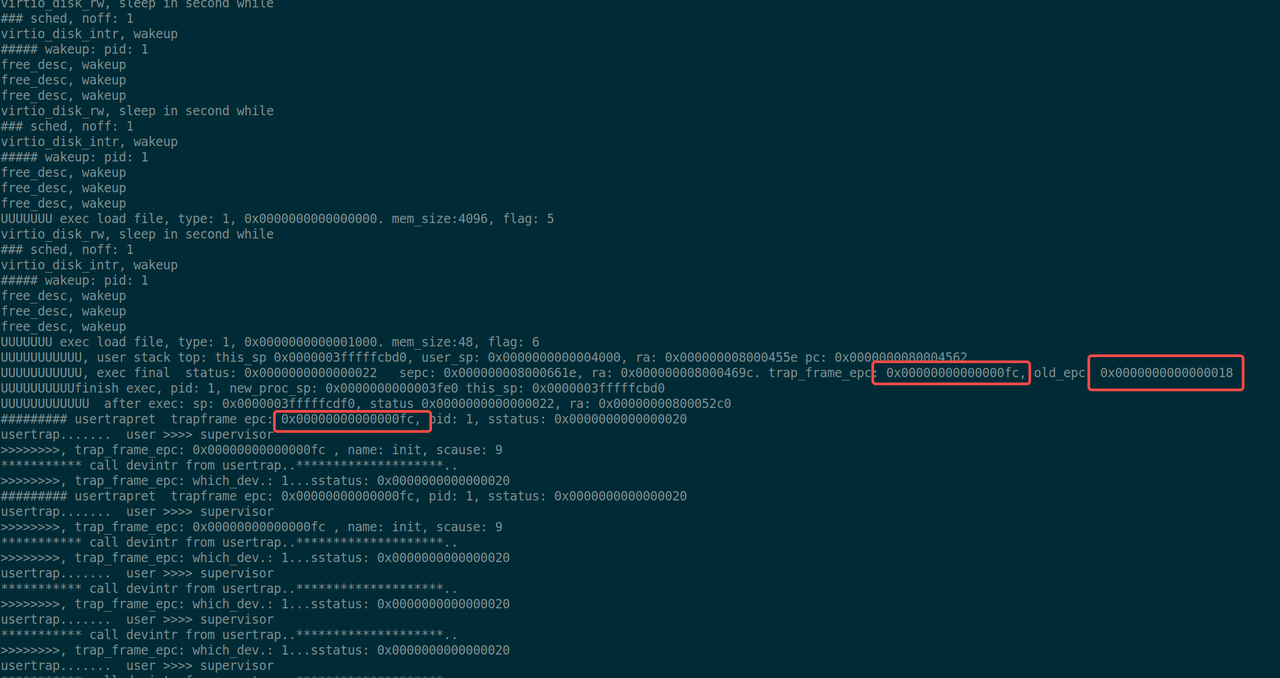 virtio_disk_rw, sleep in second while
### sched, noff: 1
virtio_disk_intr, wakeup
##### wakeup: pid: 1
free_desc, wakeup
free_desc, wakeup
free_desc, wakeup
virtio_disk_rw, sleep in second while
### sched, noff: 1
virtio_disk_intr, wakeup
##### wakeup: pid: 1
free_desc, wakeup
free_desc, wakeup
free_desc, wakeup
UUUUUUU exec load file, type: 1, 0x0000000000000000. mem_size:4096, flag: 5
virtio_disk_rw, sleep in second while
### sched, noff: 1
virtio_disk_intr, wakeup
##### wakeup: pid: 1
free_desc, wakeup
free_desc, wakeup
free_desc, wakeup
UUUUUUU exec load file, type: 1, 0x0000000000001000. mem_size:48, flag: 6
UUUUUUUUUUU, user stack top: this_sp 0x0000003fffffcbd0, user_sp: 0x0000000000004000, ra: 0x000000008000455e pc: 0x0000000080004562
UUUUUUUUUUU, exec final  status: 0x0000000000000022   sepc: 0x000000008000661e, ra: 0x000000008000469c. trap_frame_epc: 0x00000000000000fc, old_epc 0x0000000000000018
UUUUUUUUUUfinish exec, pid: 1, new_proc_sp: 0x0000000000003fe0 this_sp: 0x0000003fffffcbd0
UUUUUUUUUUUU  after exec: sp: 0x0000003fffffcdf0, status 0x0000000000000022, ra: 0x00000000800052c0
######### usertrapret  trapframe epc: 0x00000000000000fc, pid: 1, sstatus: 0x0000000000000020
usertrap.......  user >>>> supervisor
>>>>>>>>, trap_frame_epc: 0x00000000000000fc , name: init, scause: 9
*********** call devintr from usertrap..********************..
>>>>>>>>, trap_frame_epc: which_dev.: 1...sstatus: 0x0000000000000020
######### usertrapret  trapframe epc: 0x00000000000000fc, pid: 1, sstatus: 0x0000000000000020
usertrap.......  user >>>> supervisor
>>>>>>>>, trap_frame_epc: 0x00000000000000fc , name: init, scause: 9
*********** call devintr from usertrap..********************..
>>>>>>>>, trap_frame_epc: which_dev.: 1...sstatus: 0x0000000000000020
usertrap.......  user >>>> supervisor
*********** call devintr from usertrap..********************..
>>>>>>>>, trap_frame_epc: which_dev.: 1...sstatus: 0x0000000000000020
usertrap.......  user >>>> supervisor
*********** call devintr from usertrap..********************..
>>>>>>>>, trap_frame_epc: which_dev.: 1...sstatus: 0x0000000000000020
usertrap.......  user >>>> supervisor